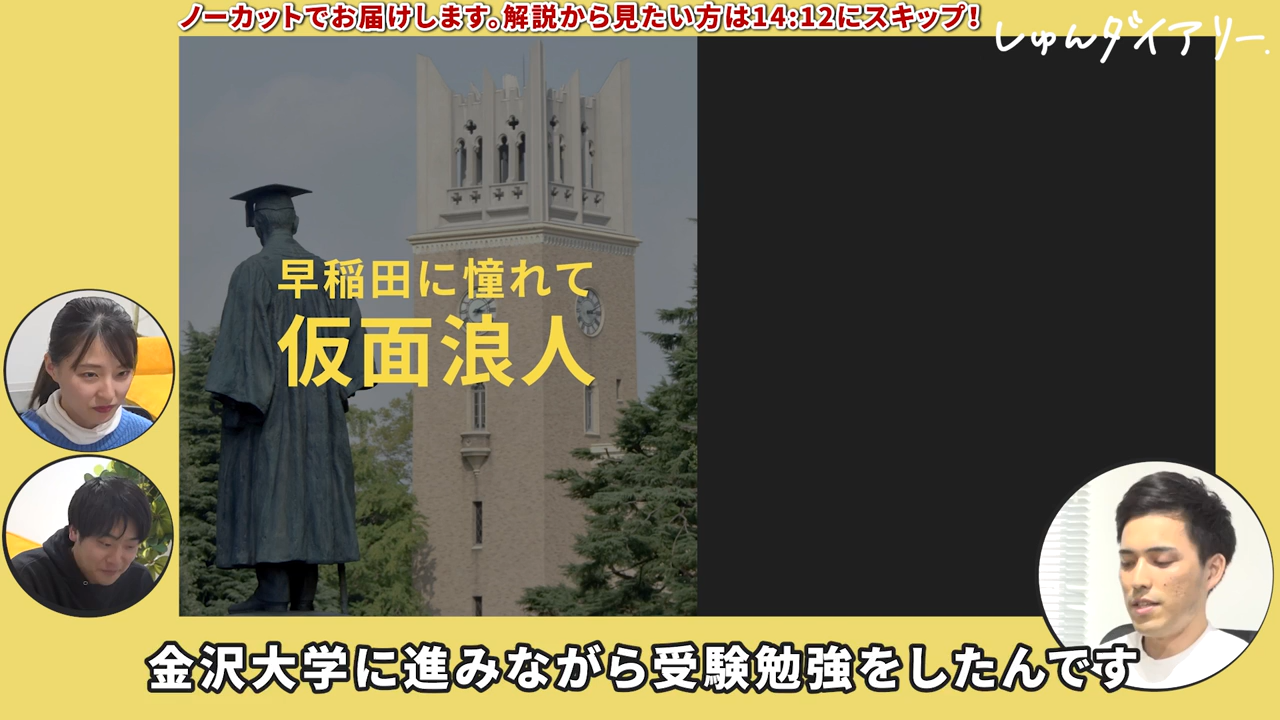 ノーカットでお届けします。解説から見たい方は14:12にスキップ!
しゅんダイアリー.
早稲田に憧れて
仮面浪人
金沢大学に進みながら受験勉強をしたんです